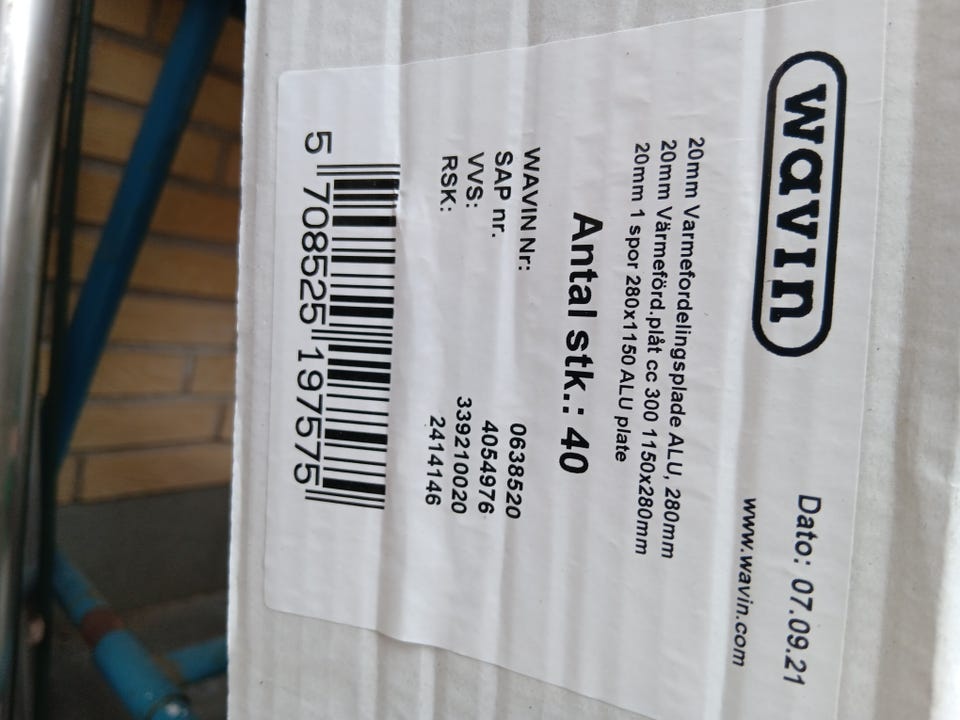 wavin
Dato: 07.09.21
www.wavin.com
20mm Varmefordelingsplade ALU, 280mm
20mm Värmeförd.plåt cc 300 1150x280mm
20mm 1 spor 280x1150 ALU plate
Antal stk.: 40
WAVIN Nr: 0638520
SAP nr. 4054976
VVS: 339210020
RSK: 2414146
5 708525 197575